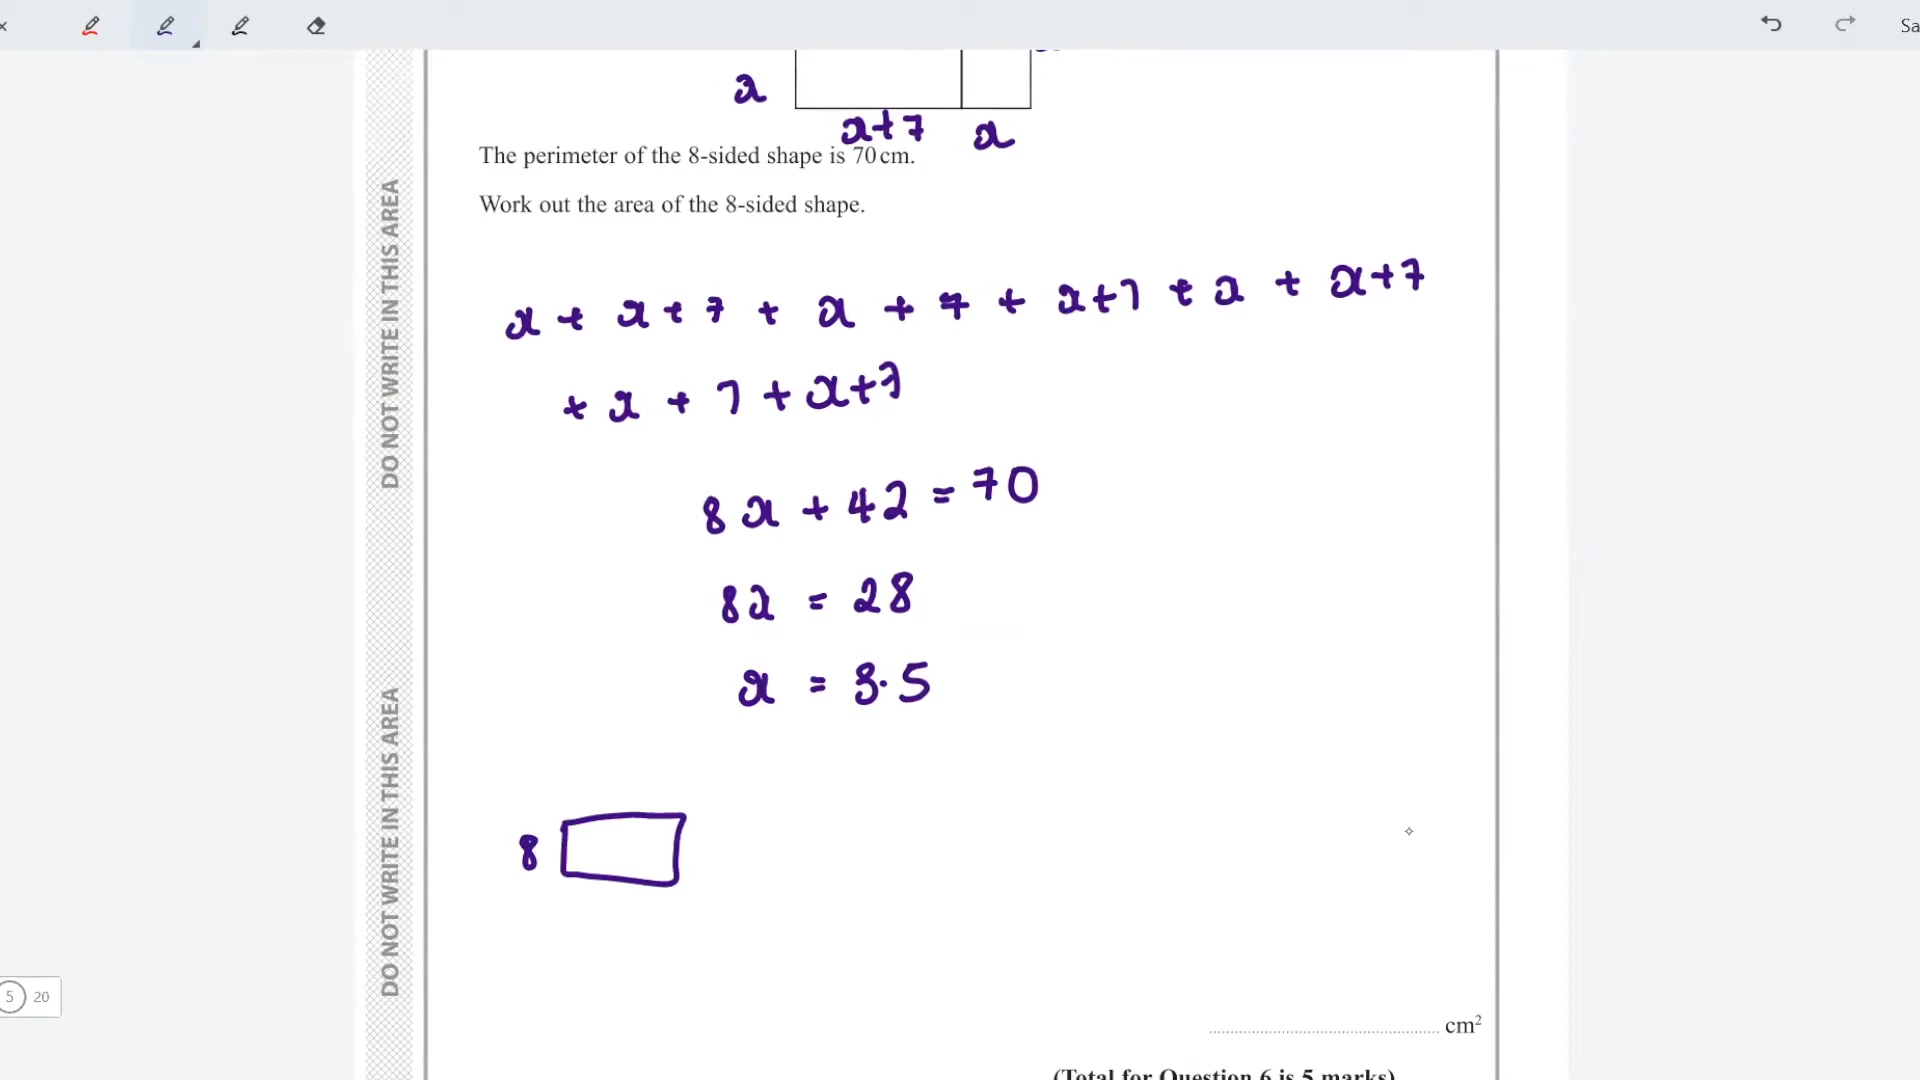 Sa
x
x+7
x
The perimeter of the 8-sided shape is 70 cm.
Work out the area of the 8-sided shape.
x + x + 7 + x + 7 + x+7 + x + x+7
+ x + 7 + x+7
8x + 42 = 70
8x = 28
x = 3.5
8
DO NOT WRITE IN THIS AREA
DO NOT WRITE IN THIS AREA
5 20
cm²
(Total for Question 6 is 5 marks)